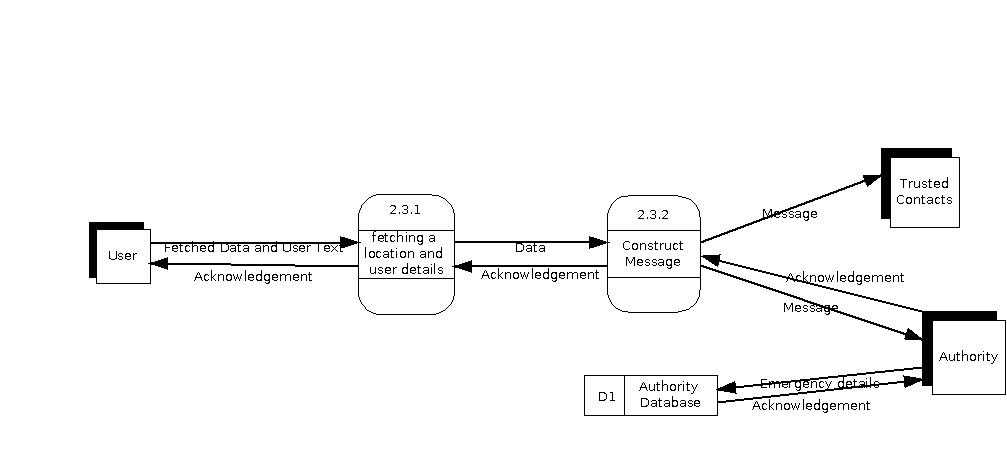 Trusted
Contacts
2.3.1
2.3.2
Message
fetching a
location and
user details
User
Fetched Data and User Text
Data
Construct
Message
Acknowledgement
Acknowledgement
Acknowledgement
Message
Authority
Emergency details
D1
Authority
Database
Acknowledgement